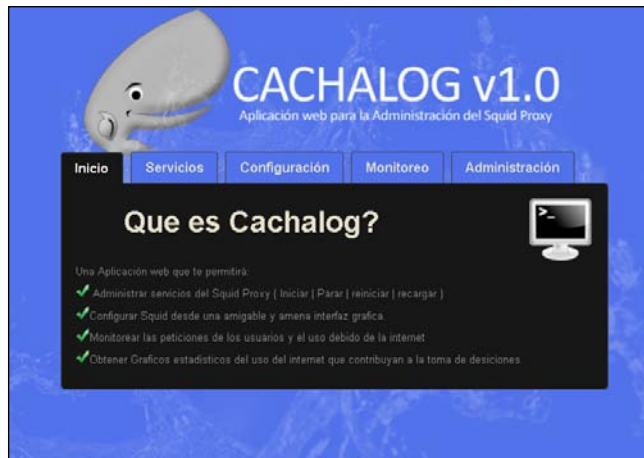 CACHALOG v1.0
Aplicación web para la Administración del Squid Proxy
Inicio Servicios Configuración Monitoreo Administración
Que es Cachalog?
>_
Una Aplicación web que te permitirá:
Administrar servicios del Squid Proxy ( Iniciar | Parar | reiniciar | recargar )
Configurar Squid desde una amigable y amena interfaz grafica.
Monitorear las peticiones de los usuarios y el uso debido de la internet
Obtener Graficos estadisticos del uso del internet que contribuyan a la toma de desiciones.